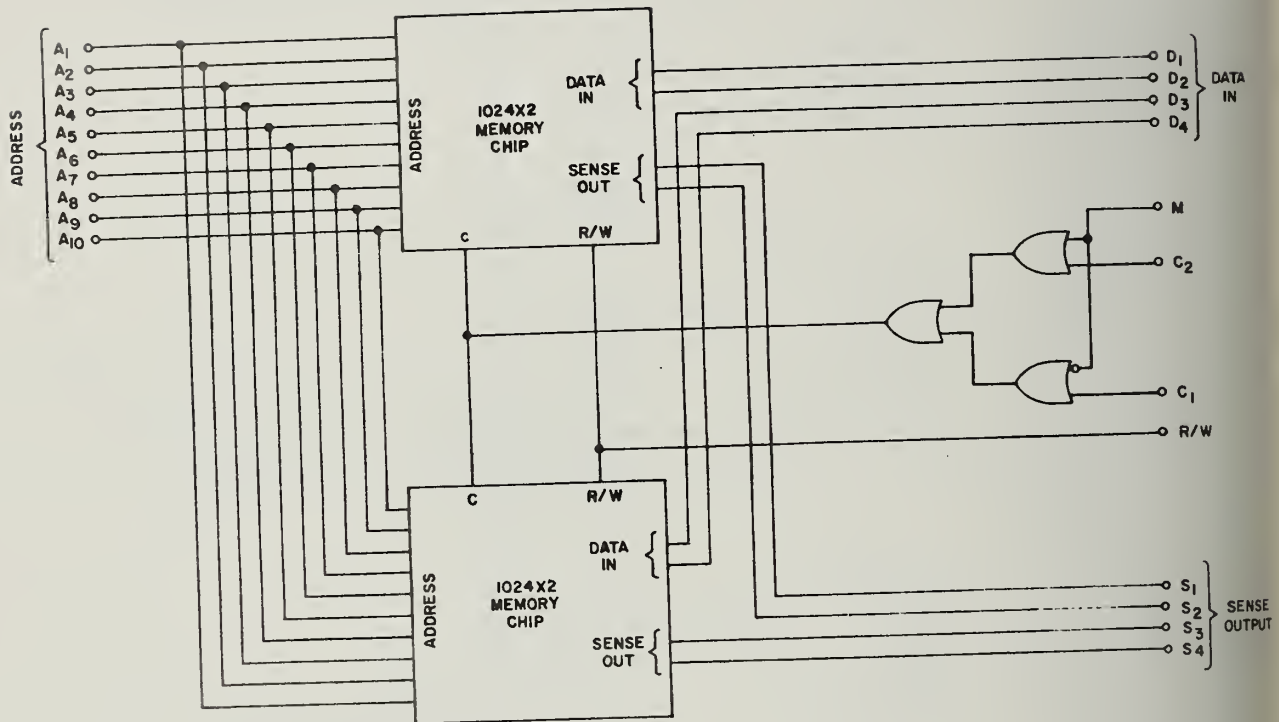 ADDRESS
A1
A2
A3
A4
A5
A6
A7
A8
A9
A10
ADDRESS
1024X2
MEMORY
CHIP
DATA
IN
SENSE
OUT
C
R/W
D1
D2
D3
D4
DATA
IN
M
C2
C1
R/W
C
R/W
ADDRESS
1024X2
MEMORY
CHIP
DATA
IN
SENSE
OUT
S1
S2
S3
S4
SENSE
OUTPUT